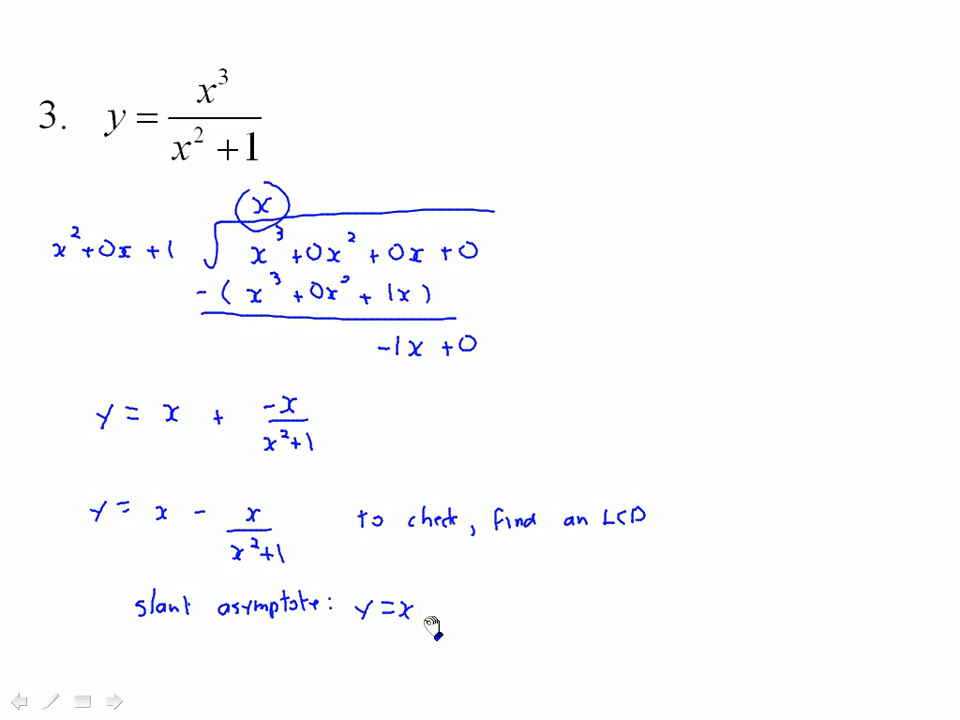 3. y = x³ / (x² + 1)
x
x² + 0x + 1 √ x³ + 0x² + 0x + 0
- ( x³ + 0x² + 1x )
-1x + 0
y = x + -x / (x² + 1)
y = x - x / (x² + 1) to check, find an LCD
slant asymptote: y = x